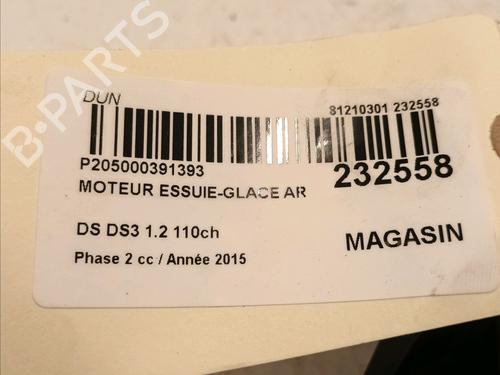 DUN
81210301 232558
P205000391393
232558
MOTEUR ESSUIE-GLACE AR
DS DS3 1.2 110ch
MAGASIN
Phase 2 cc / Année 2015
B-PARTS